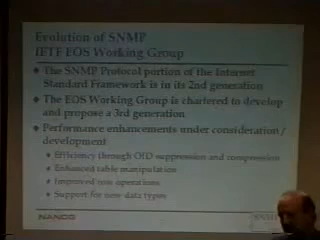 Evolution of SNMP
IETF EOS Working Group
The SNMP Protocol portion of the Internet
Standard Framework is in its 2nd generation
The EOS Working Group is chartered to develop
and propose a 3rd generation
Performance enhancements under consideration /
development
Efficiency through OID suppression and compression
Enhanced table manipulation
Improved row operations
Support for new data types
NANOG